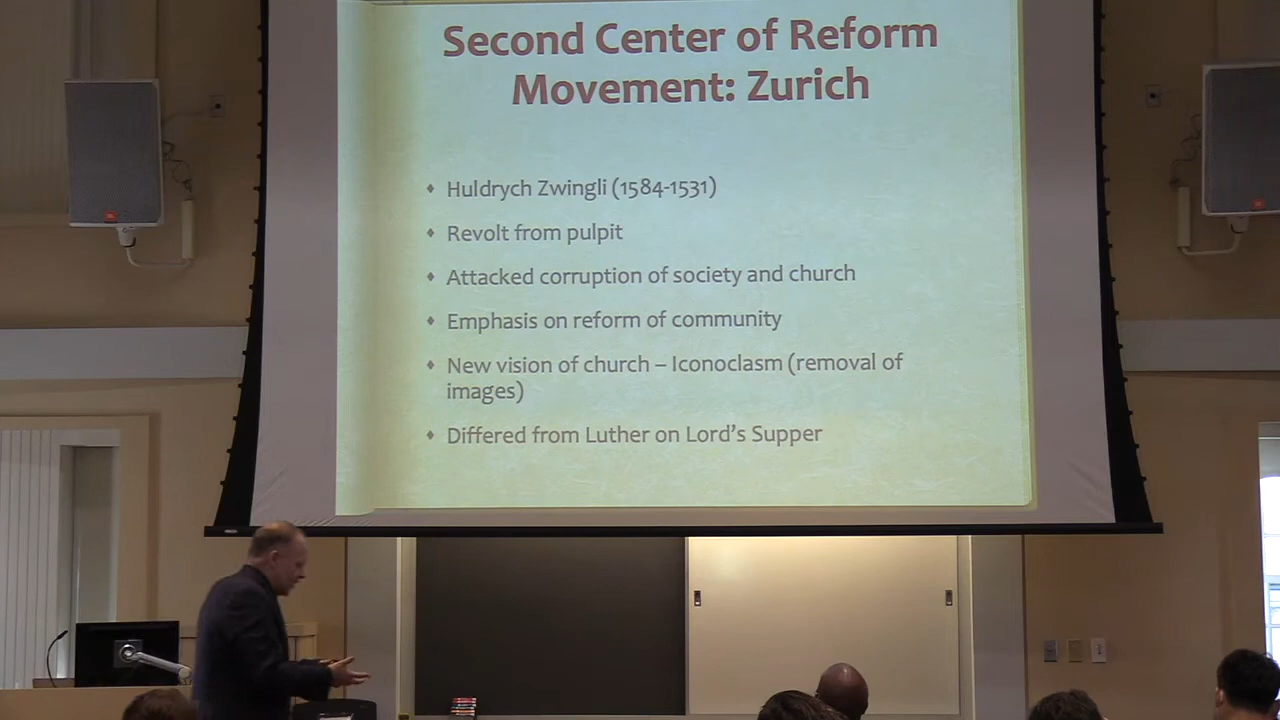 Second Center of Reform
Movement: Zurich
♦ Huldrych Zwingli (1584-1531)
♦ Revolt from pulpit
♦ Attacked corruption of society and church
♦ Emphasis on reform of community
♦ New vision of church – Iconoclasm (removal of
images)
♦ Differed from Luther on Lord's Supper